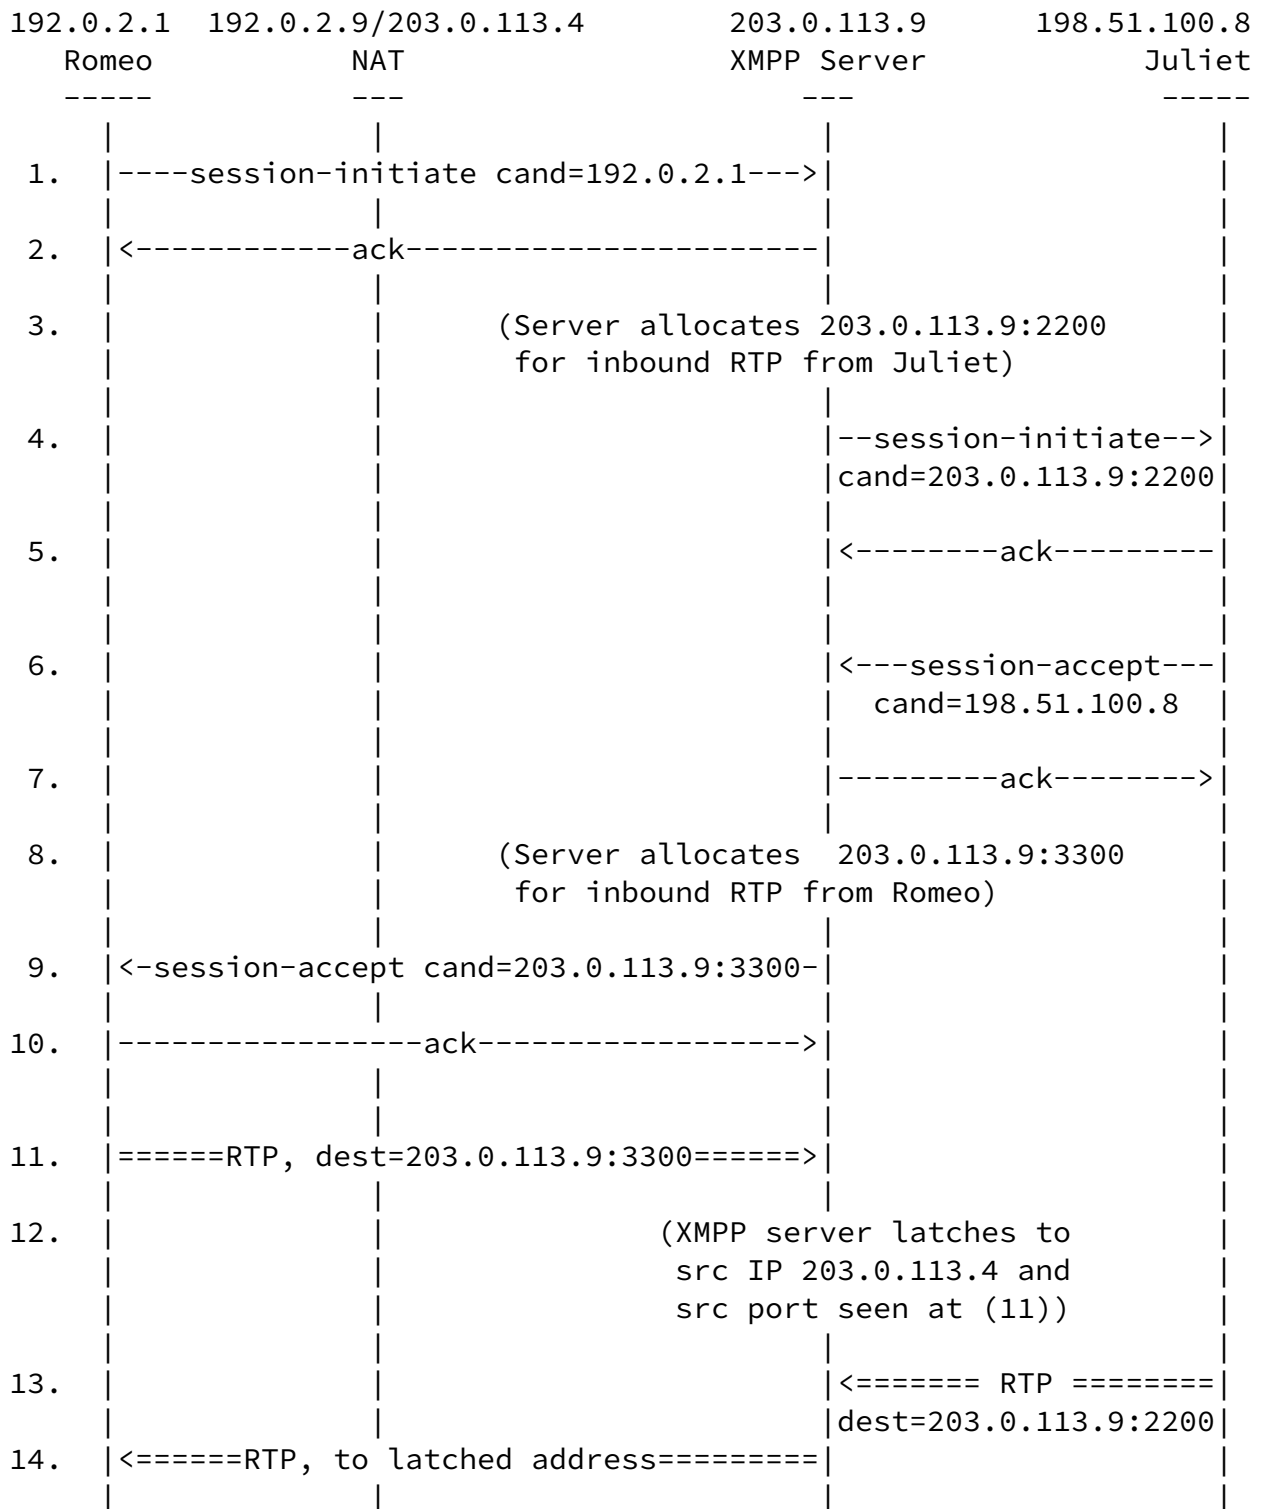 192.0.2.1  192.0.2.9/203.0.113.4        203.0.113.9      198.51.100.8
   Romeo           NAT                  XMPP Server            Juliet
   -----           ---                      ---                 -----
     |              |                        |                     |
 1.  |----session-initiate cand=192.0.2.1--->|                     |
     |              |                        |                     |
 2.  |<------------ack-----------------------|                     |
     |              |                        |                     |
 3.  |              |      (Server allocates 203.0.113.9:2200      |
     |              |       for inbound RTP from Juliet)           |
     |              |                        |                     |
 4.  |              |                        |--session-initiate-->|
     |              |                        |cand=203.0.113.9:2200|
     |              |                        |                     |
 5.  |              |                        |<--------ack---------|
     |              |                        |                     |
     |              |                        |                     |
 6.  |              |                        |<---session-accept---|
     |              |                        |  cand=198.51.100.8  |
     |              |                        |                     |
 7.  |              |                        |---------ack-------->|
     |              |                        |                     |
 8.  |              |      (Server allocates  203.0.113.9:3300     |
     |              |       for inbound RTP from Romeo)            |
     |              |                        |                     |
 9.  |<-session-accept cand=203.0.113.9:3300-|                     |
     |              |                        |                     |
10.  |-----------------ack------------------>|                     |
     |              |                        |                     |
     |              |                        |                     |
11.  |======RTP, dest=203.0.113.9:3300======>|                     |
     |              |                        |                     |
12.  |              |               (XMPP server latches to        |
     |              |                src IP 203.0.113.4 and        |
     |              |                src port seen at (11))        |
     |              |                        |                     |
13.  |              |                        |<======= RTP ========|
     |              |                        |dest=203.0.113.9:2200|
14.  |<======RTP, to latched address=========|                     |
     |              |                        |                     |